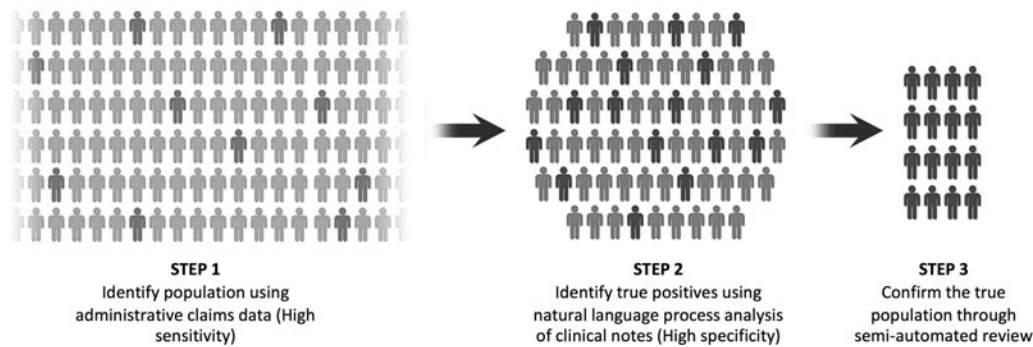 STEP 1
Identify population using
administrative claims data (High
sensitivity)
STEP 2
Identify true positives using
natural language process analysis
of clinical notes (High specificity)
STEP 3
Confirm the true
population through
semi-automated review